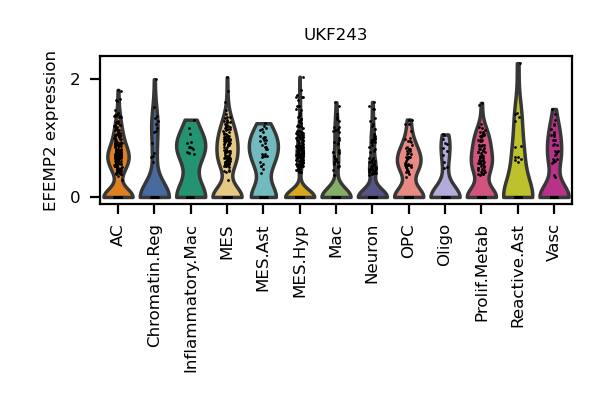 UKF243
EFEMP2 expression
2
0
AC
Chromatin.Reg
Inflammatory.Mac
MES
MES.Ast
MES.Hyp
Mac
Neuron
OPC
Oligo
Prolif.Metab
Reactive.Ast
Vasc